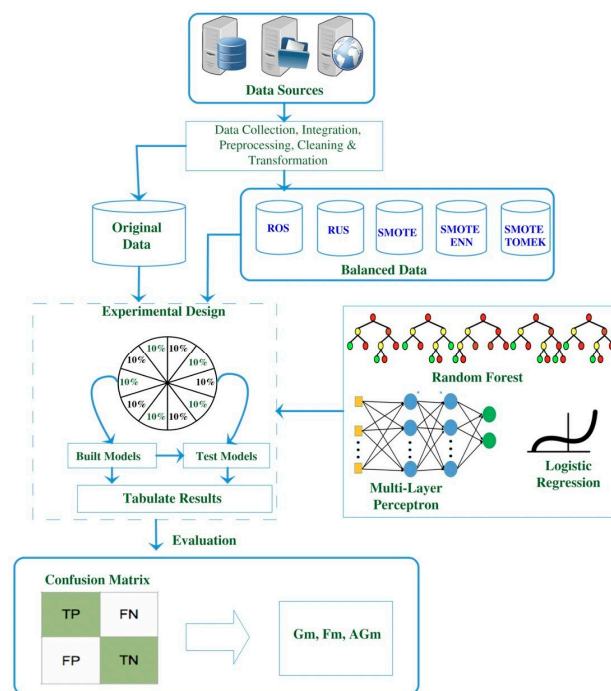 Data Sources
Data Collection, Integration,
Preprocessing, Cleaning &
Transformation
Original
Data
ROS
RUS
SMOTE
SMOTE
ENN
SMOTE
TOMEK
Balanced Data
Experimental Design
10%
10%
10%
10%
10%
10%
10%
10%
10%
10%
Built Models
Test Models
Tabulate Results
Random Forest
Multi-Layer
Perceptron
Logistic
Regression
Evaluation
Confusion Matrix
TP
FN
FP
TN
Gm, Fm, AGm